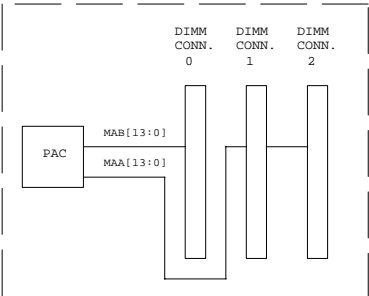 DIMM DIMM DIMM
CONN. CONN. CONN.
0 1 2
MAB[13:0]
PAC
MAA[13:0]